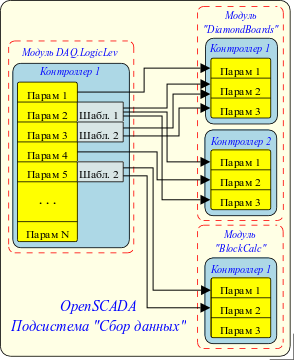 Модуль DAQ.LogicLev
Контроллер 1
Парам 1
Парам 2
Шабл. 1
Парам 3
Шабл. 2
Парам 4
Парам 5
Шабл. 2
. . .
Парам N
Модуль
"DiamondBoards"
Контроллер 1
Парам 1
Парам 2
Парам 3
Контроллер 2
Парам 1
Парам 2
Парам 3
Модуль
"BlockCalc"
Контроллер 1
Парам 1
Парам 2
Парам 3
OpenSCADA
Подсистема "Сбор данных"